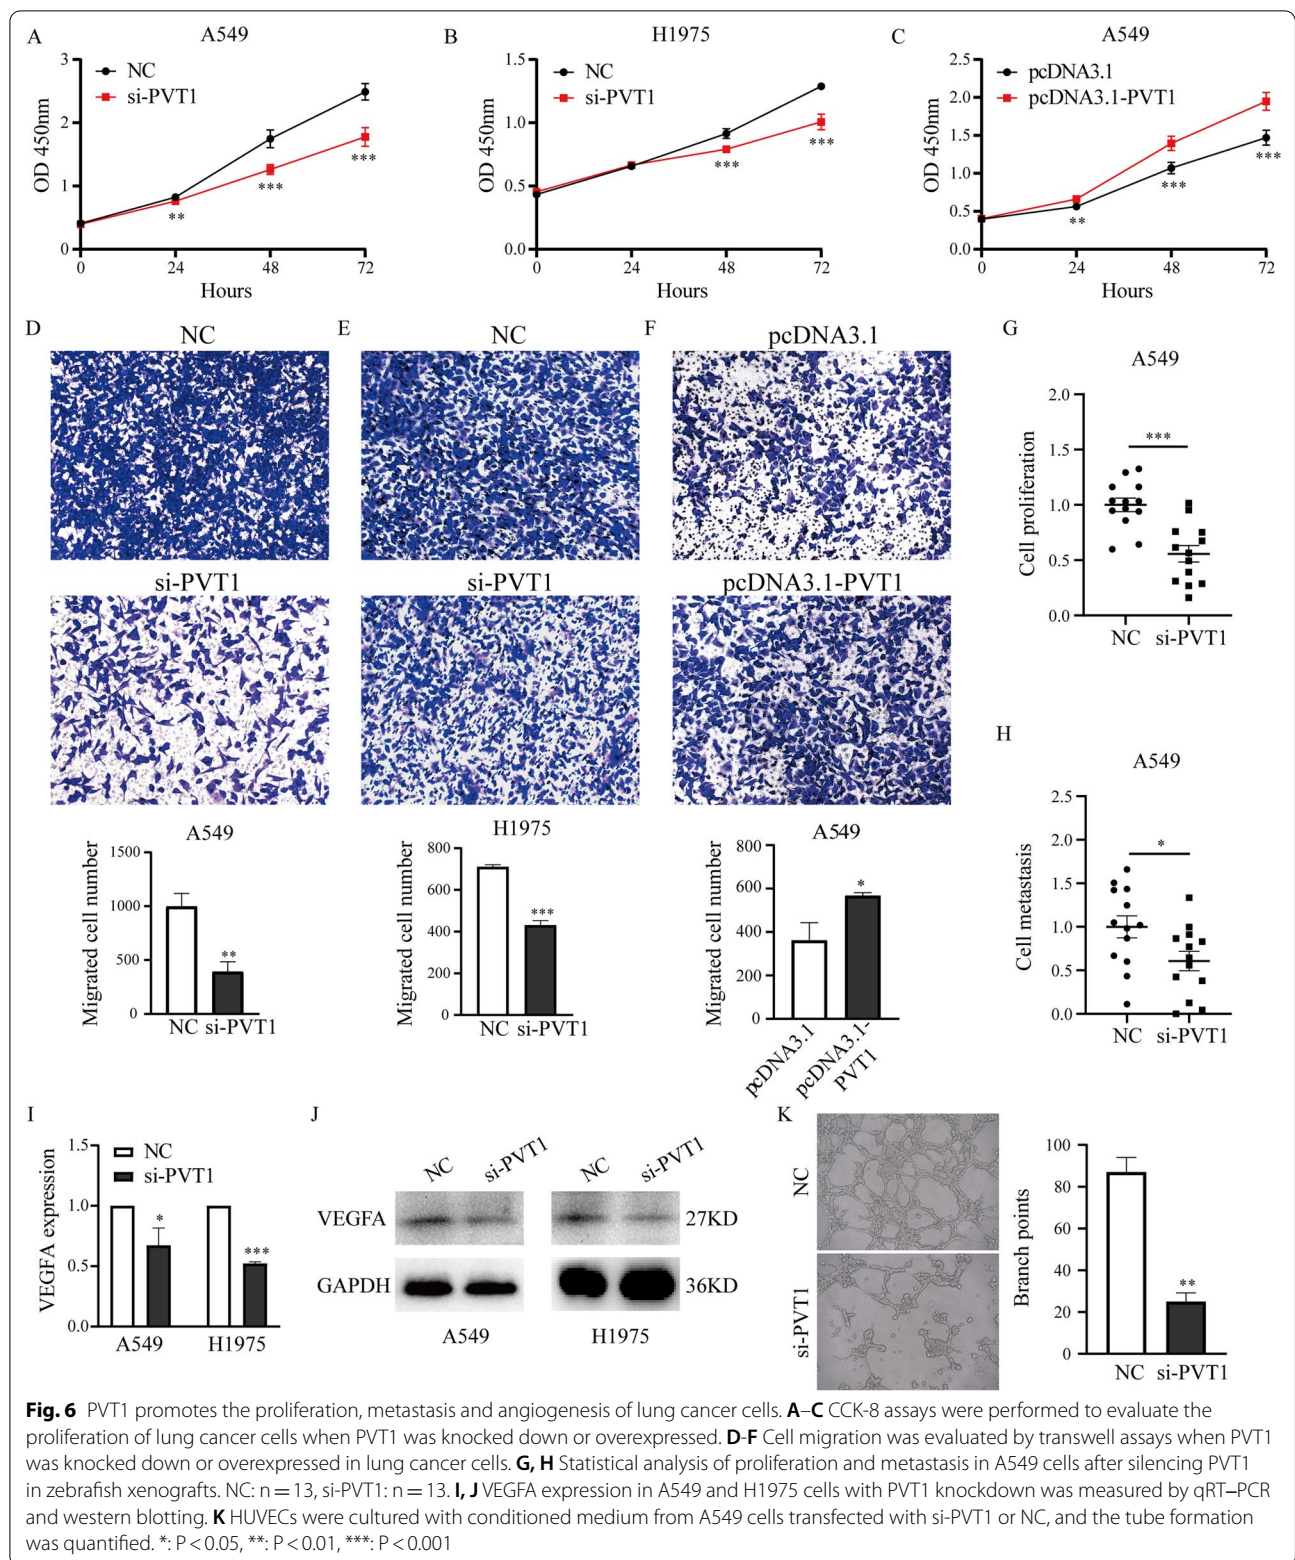 A
A549
3
2
1
0
OD 450nm
NC
si-PVT1
**
***
***
0 24 48 72
Hours
B
H1975
1.5
1.0
0.5
0.0
OD 450nm
NC
si-PVT1
***
***
0 24 48 72
Hours
C
A549
2.5
2.0
1.5
1.0
0.5
0.0
OD 450nm
pcDNA3.1
pcDNA3.1-PVT1
**
***
***
0 24 48 72
Hours
D
NC
si-PVT1
A549
1500
1000
500
0
Migrated cell number
**
NC si-PVT1
E
NC
si-PVT1
H1975
800
600
400
200
0
Migrated cell number
***
NC si-PVT1
F
pcDNA3.1
pcDNA3.1-PVT1
A549
800
600
400
200
0
Migrated cell number
*
pcDNA3.1
pcDNA3.1-
PVT1
G
A549
2.0
1.5
1.0
0.5
0.0
Cell proliferation
***
NC si-PVT1
H
A549
2.5
2.0
1.5
1.0
0.5
0.0
Cell metastasis
*
NC si-PVT1
I
1.5
1.0
0.5
0.0
VEGFA expression
NC
si-PVT1
*
***
A549 H1975
J
NC si-PVT1 NC si-PVT1
VEGFA 27KD
GAPDH 36KD
A549 H1975
K
NC
si-PVT1
100
80
60
40
20
0
Branch points
**
NC si-PVT1
Fig. 6 PVT1 promotes the proliferation, metastasis and angiogenesis of lung cancer cells. A–C CCK-8 assays were performed to evaluate the
proliferation of lung cancer cells when PVT1 was knocked down or overexpressed. D-F Cell migration was evaluated by transwell assays when PVT1
was knocked down or overexpressed in lung cancer cells. G, H Statistical analysis of proliferation and metastasis in A549 cells after silencing PVT1
in zebrafish xenografts. NC: n = 13, si-PVT1: n = 13. I, J VEGFA expression in A549 and H1975 cells with PVT1 knockdown was measured by qRT–PCR
and western blotting. K HUVECs were cultured with conditioned medium from A549 cells transfected with si-PVT1 or NC, and the tube formation
was quantified. *: P < 0.05, **: P < 0.01, ***: P < 0.001